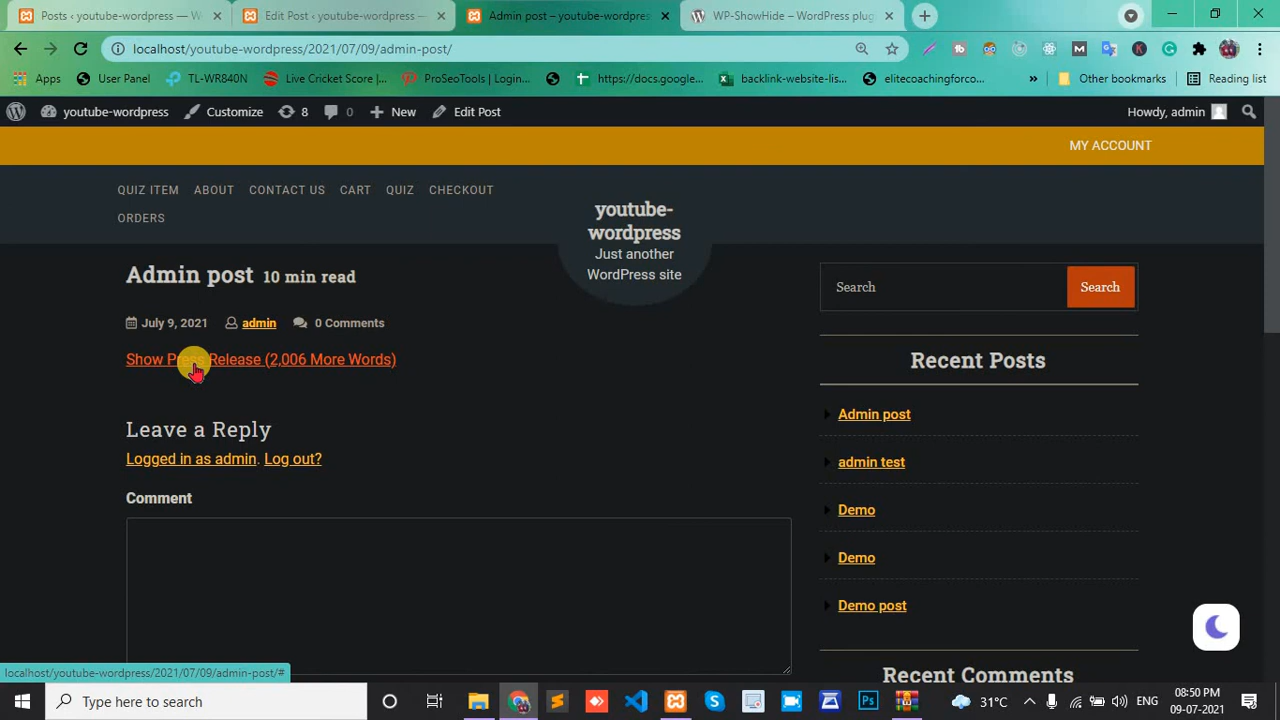 Posts ‹ youtube-wordpress — W
Edit Post ‹ youtube-wordpress —
Admin post – youtube-wordpress
WP-ShowHide – WordPress plug
localhost/youtube-wordpress/2021/07/09/admin-post/
Apps
User Panel
TL-WR840N
Live Cricket Score |...
ProSeoTools | Login...
https://docs.google...
backlink-website-lis...
elitecoachingforco...
»
Other bookmarks
Reading list
youtube-wordpress
Customize
8
0
New
Edit Post
Howdy, admin
MY ACCOUNT
QUIZ ITEM ABOUT CONTACT US CART QUIZ CHECKOUT
ORDERS
youtube-
wordpress
Just another
WordPress site
Admin post 10 min read
July 9, 2021 admin 0 Comments
Show Press Release (2,006 More Words)
Leave a Reply
Logged in as admin. Log out?
Comment
Search
Search
Recent Posts
Admin post
admin test
Demo
Demo
Demo post
Recent Comments
localhost/youtube-wordpress/2021/07/09/admin-post/#
Type here to search
31°C
ENG
08:50 PM
09-07-2021